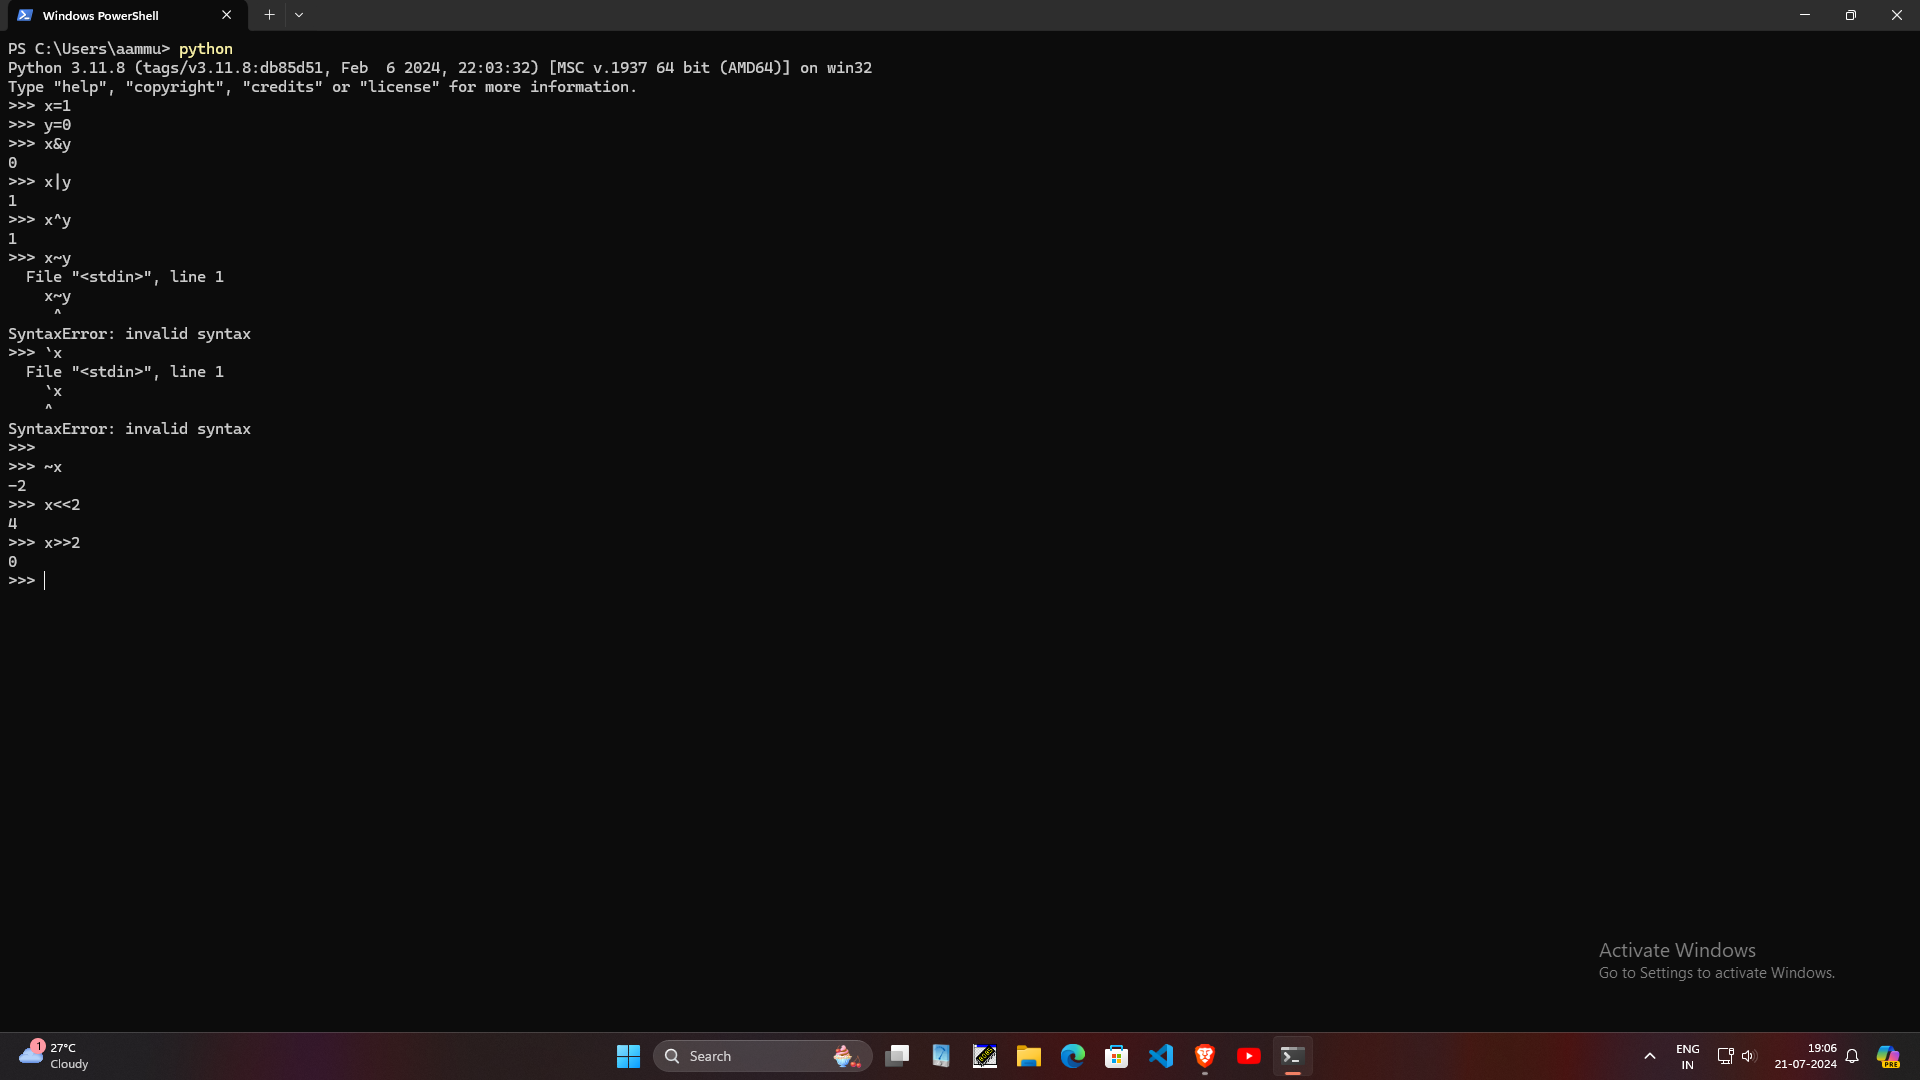 Windows PowerShell
PS C:\Users\aammu> python
Python 3.11.8 (tags/v3.11.8:db85d51, Feb  6 2024, 22:03:32) [MSC v.1937 64 bit (AMD64)] on win32
Type "help", "copyright", "credits" or "license" for more information.
>>> x=1
>>> y=0
>>> x&y
0
>>> x|y
1
>>> x^y
1
>>> x~y
  File "<stdin>", line 1
    x~y
     ^
SyntaxError: invalid syntax
>>> `x
  File "<stdin>", line 1
    `x
    ^
SyntaxError: invalid syntax
>>>
>>> ~x
-2
>>> x<<2
4
>>> x>>2
0
>>>
Activate Windows
Go to Settings to activate Windows.
1
27°C
Cloudy
Search
ENG
IN
19:06
21-07-2024
PRE